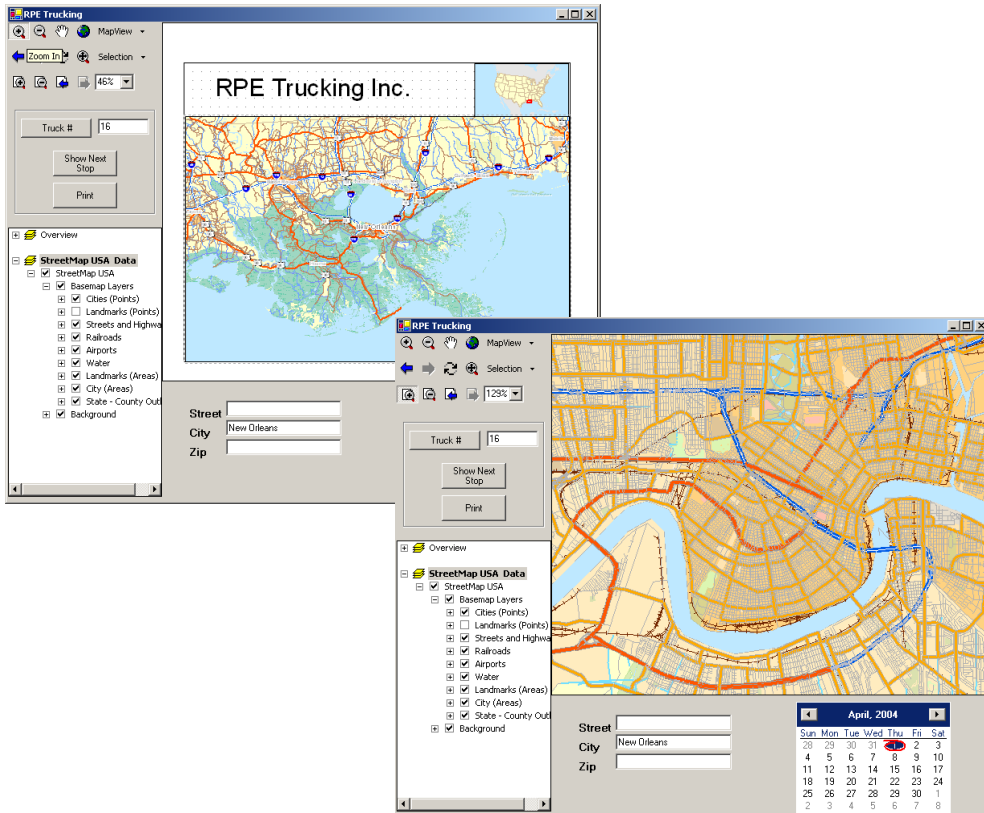 RPE Trucking
MapView
Zoom In
Selection
46%
Truck #
16
Show Next
Stop
Print
Overview
StreetMap USA Data
StreetMap USA
Basemap Layers
Cities (Points)
Landmarks (Points)
Streets and Highwa
Railroads
Airports
Water
Landmarks (Areas)
City (Areas)
State - County Outl
Background
RPE Trucking Inc.
New Orleans
Street
City
New Orleans
Zip
RPE Trucking
MapView
Selection
129%
Truck #
16
Show Next
Stop
Print
Overview
StreetMap USA Data
StreetMap USA
Basemap Layers
Cities (Points)
Landmarks (Points)
Streets and Highwa
Railroads
Airports
Water
Landmarks (Areas)
City (Areas)
State - County Outl
Background
Street
City
New Orleans
Zip
April, 2004
Sun Mon Tue Wed Thu Fri Sat
28 29 30 31 1 2 3
4 5 6 7 8 9 10
11 12 13 14 15 16 17
18 19 20 21 22 23 24
25 26 27 28 29 30 1
2 3 4 5 6 7 8